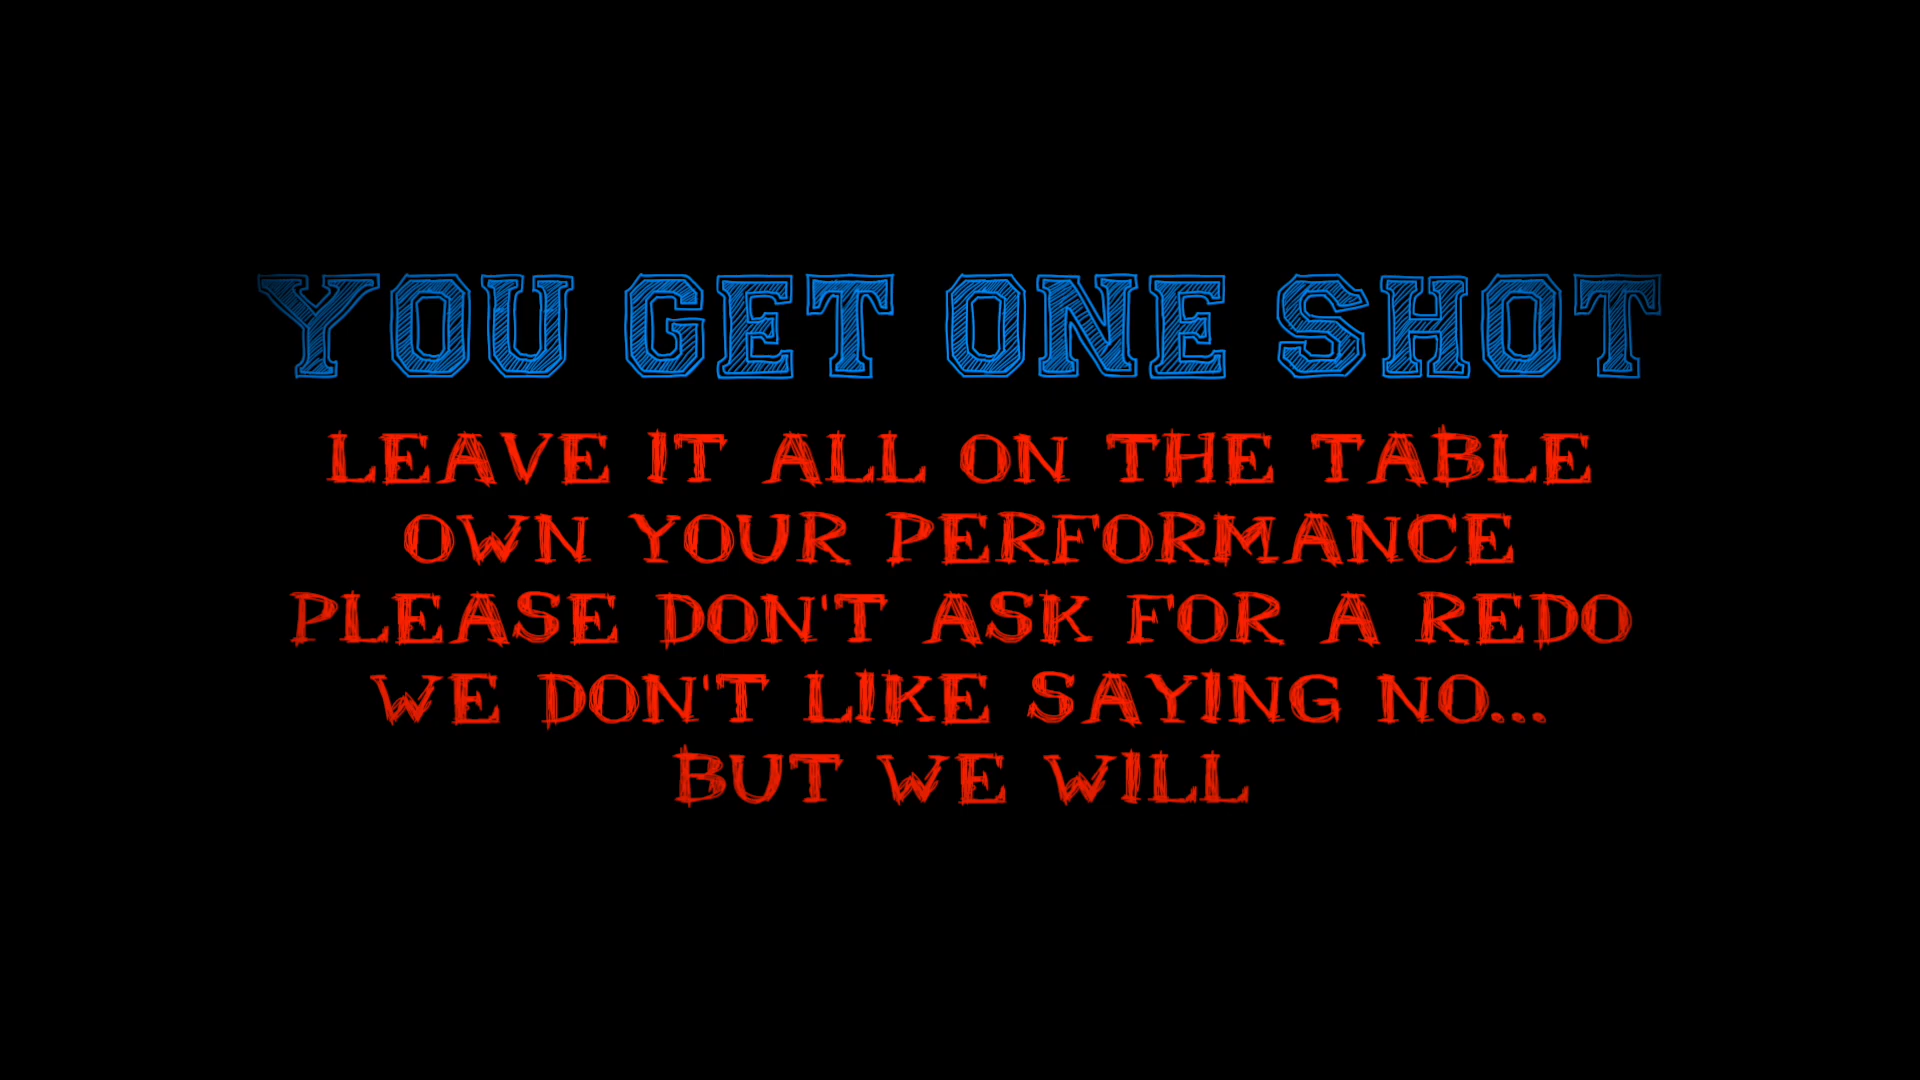 YOU GET ONE SHOT
LEAVE IT ALL ON THE TABLE
OWN YOUR PERFORMANCE
PLEASE DON'T ASK FOR A REDO
WE DON'T LIKE SAYING NO...
BUT WE WILL